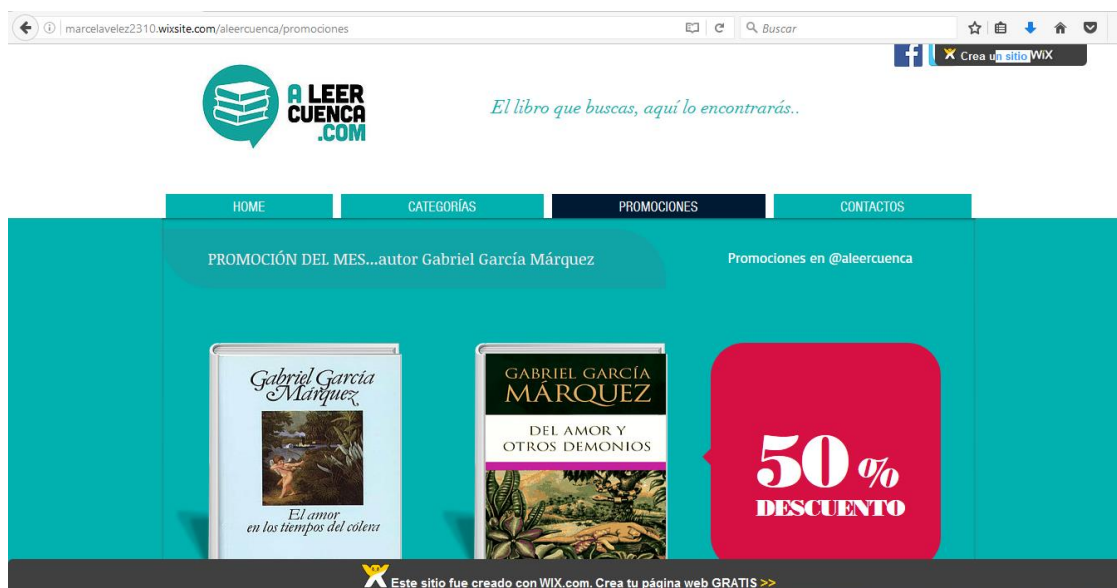 marcelavelez2310.wixsite.com/aleercuenca/promociones
Buscar
Crea un sitio WiX
A LEER
CUENCA
.COM
El libro que buscas, aquí lo encontrarás..
HOME
CATEGORÍAS
PROMOCIONES
CONTACTOS
PROMOCIÓN DEL MES...autor Gabriel García Márquez
Promociones en @aleercuenca
Gabriel García
Márquez
El amor
en los tiempos del cólera
GABRIEL GARCÍA
MÁRQUEZ
DEL AMOR Y
OTROS DEMONIOS
50 %
DESCUENTO
Este sitio fue creado con WIX.com. Crea tu página web GRATIS >>